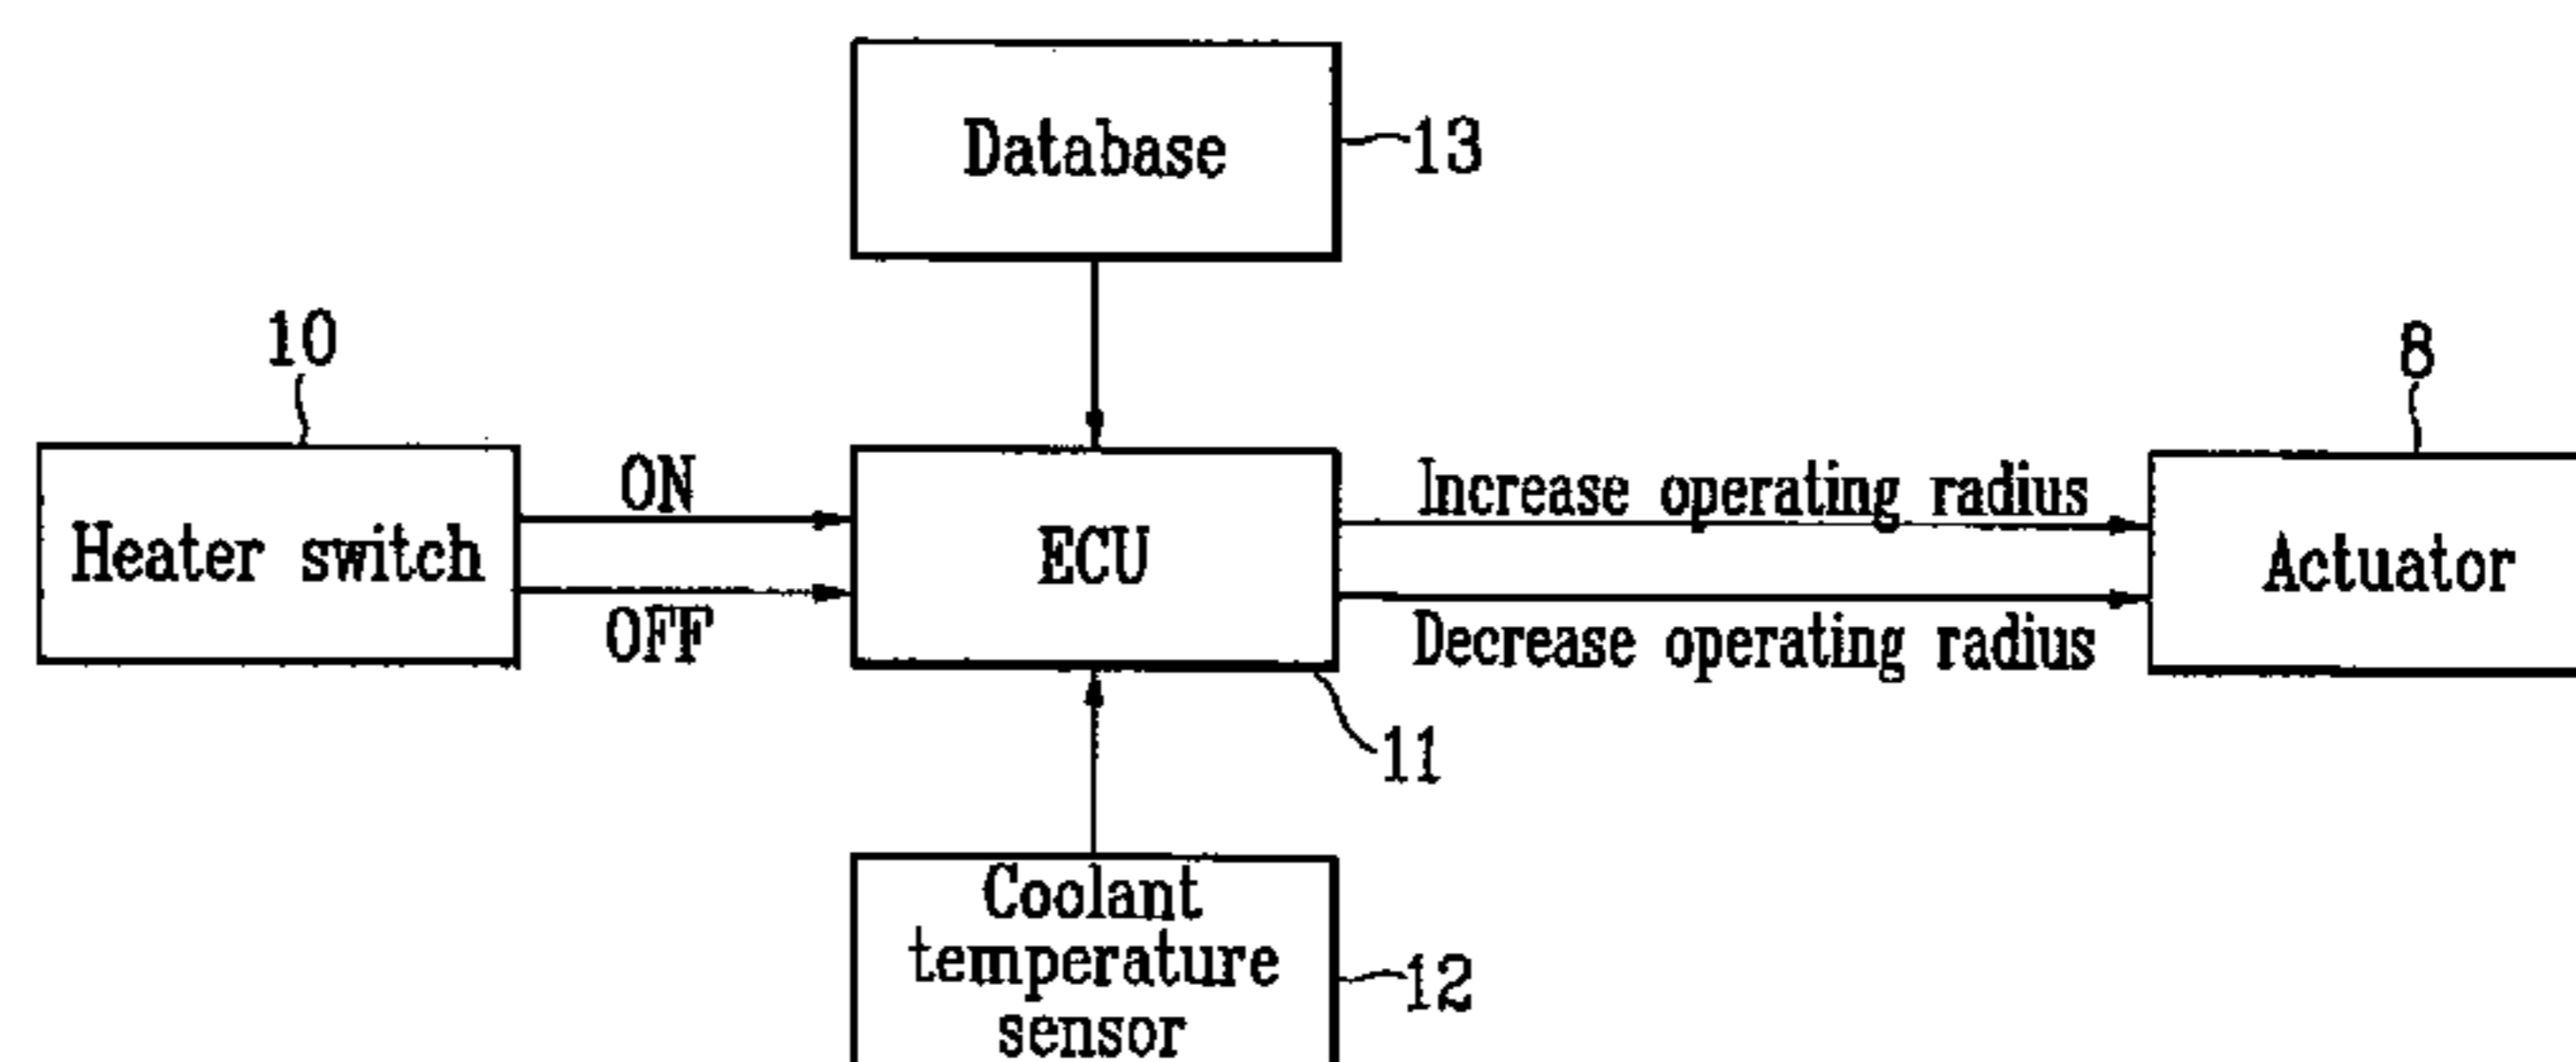 Database
13
10
8
ON
Increase operating radius
Heater switch
ECU
Actuator
OFF
Decrease operating radius
11
Coolant
temperature
sensor
12